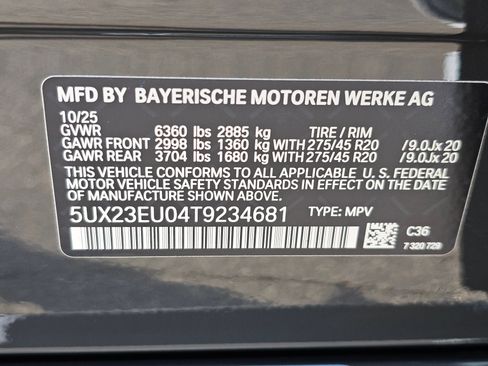 MFD BY BAYERISCHE MOTOREN WERKE AG
10/25
GVWR 6360 lbs 2885 kg TIRE / RIM
GAWR FRONT 2998 lbs 1360 kg WITH 275/45 R20 /9.0Jx 20
GAWR REAR 3704 lbs 1680 kg WITH 275/45 R20 /9.0Jx 20
THIS VEHICLE CONFORMS TO ALL APPLICABLE U. S. FEDERAL
MOTOR VEHICLE SAFETY STANDARDS
IN EFFECT ON THE DATE OF MANUFACTURE SHOWN ABOVE
5UX23EU04T9234681 TYPE: MPV
C36
7 320 729